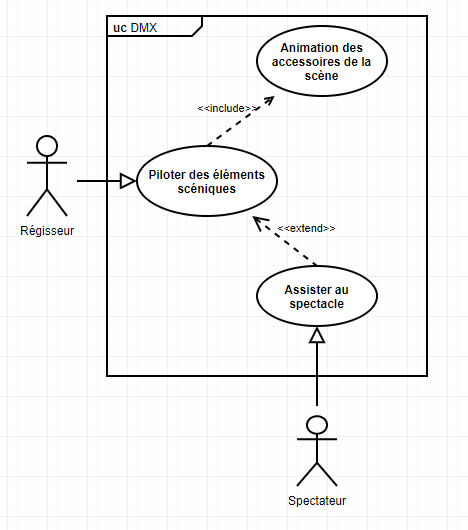 uc DMX
Animation des
accessoires de la
scène
<<include>>
Piloter des éléments
scéniques
Régisseur
<<extend>>
Assister au
spectacle
Spectateur